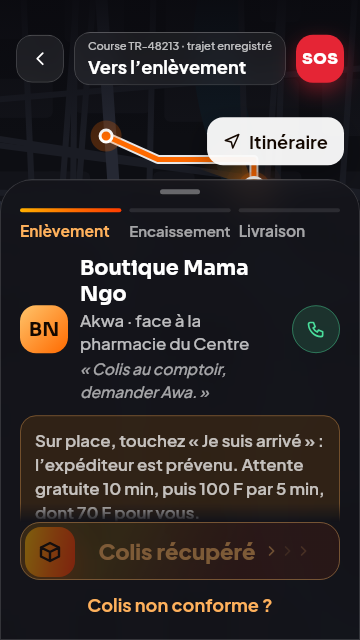 Course TR-48213 · trajet enregistré
Vers l’enlèvement
SOS
Itinéraire
Enlèvement
Encaissement
Livraison
Boutique Mama
Ngo
BN
Akwa · face à la
pharmacie du Centre
« Colis au comptoir,
demander Awa. »
Sur place, touchez « Je suis arrivé » :
l’expéditeur est prévenu. Attente
gratuite 10 min, puis 100 F par 5 min,
dont 70 F pour vous.
Colis récupéré
Colis non conforme ?